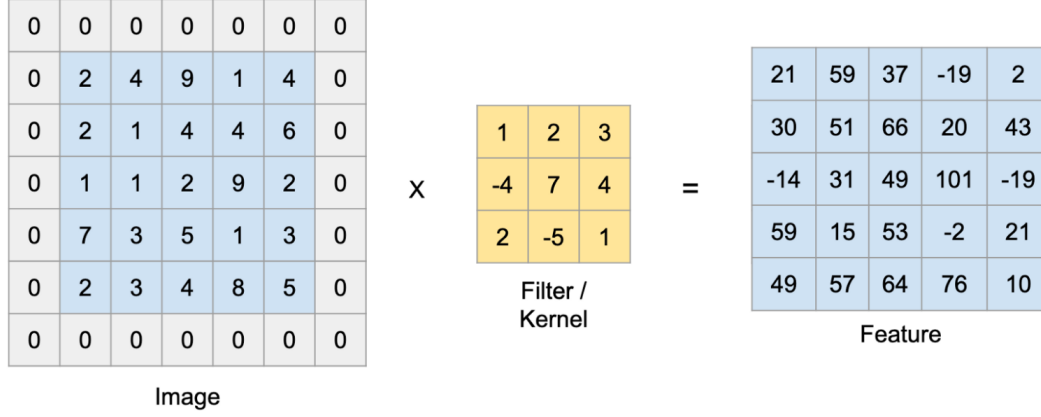 0 0 0 0 0 0 0
0 2 4 9 1 4 0
0 2 1 4 4 6 0
0 1 1 2 9 2 0
0 7 3 5 1 3 0
0 2 3 4 8 5 0
0 0 0 0 0 0 0
Image
X
1 2 3
-4 7 4
2 -5 1
Filter /
Kernel
=
21 59 37 -19 2
30 51 66 20 43
-14 31 49 101 -19
59 15 53 -2 21
49 57 64 76 10
Feature